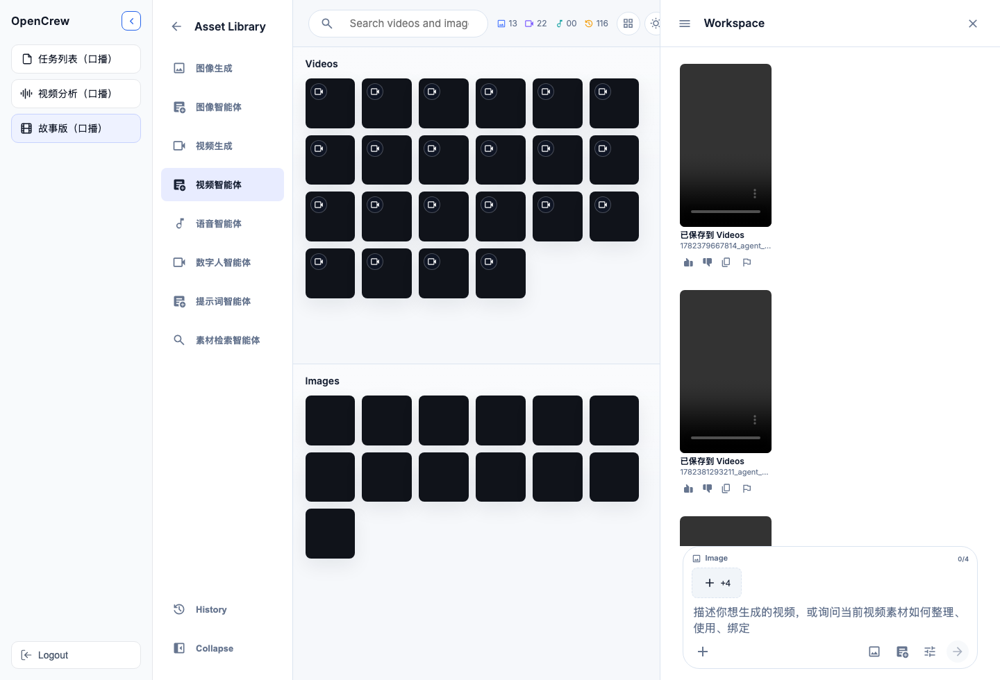 OpenCrew
任务列表（口播）
视频分析（口播）
故事版（口播）
Logout
Asset Library
图像生成
图像智能体
视频生成
视频智能体
语音智能体
数字人智能体
提示词智能体
素材检索智能体
History
Collapse
Search videos and imag
13
22
00
116
Videos
Images
Workspace
已保存到 Videos
1782379667814_agent_...
已保存到 Videos
1782381293211_agent_...
Image
0/4
+4
描述你想生成的视频，或询问当前视频素材如何整理、
使用、绑定